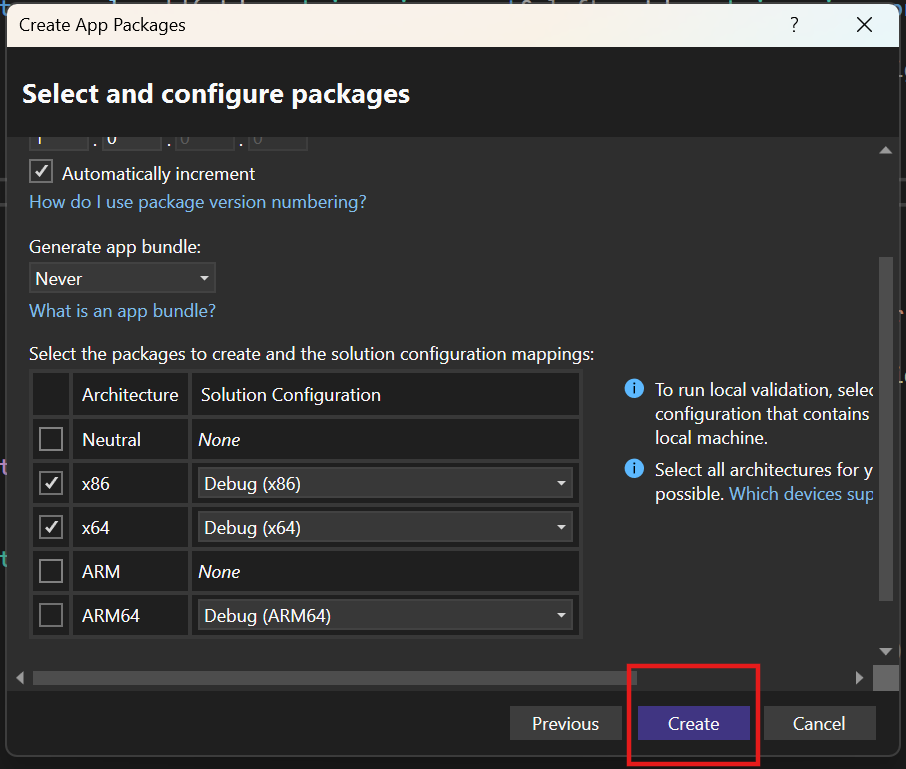 Create App Packages
?
Select and configure packages
1 . 0 . 0 . 0
Automatically increment
How do I use package version numbering?
Generate app bundle:
Never
What is an app bundle?
Select the packages to create and the solution configuration mappings:
Architecture Solution Configuration
Neutral None
x86 Debug (x86)
x64 Debug (x64)
ARM None
ARM64 Debug (ARM64)
To run local validation, selec
configuration that contains
local machine.
Select all architectures for y
possible. Which devices sup
Previous Create Cancel